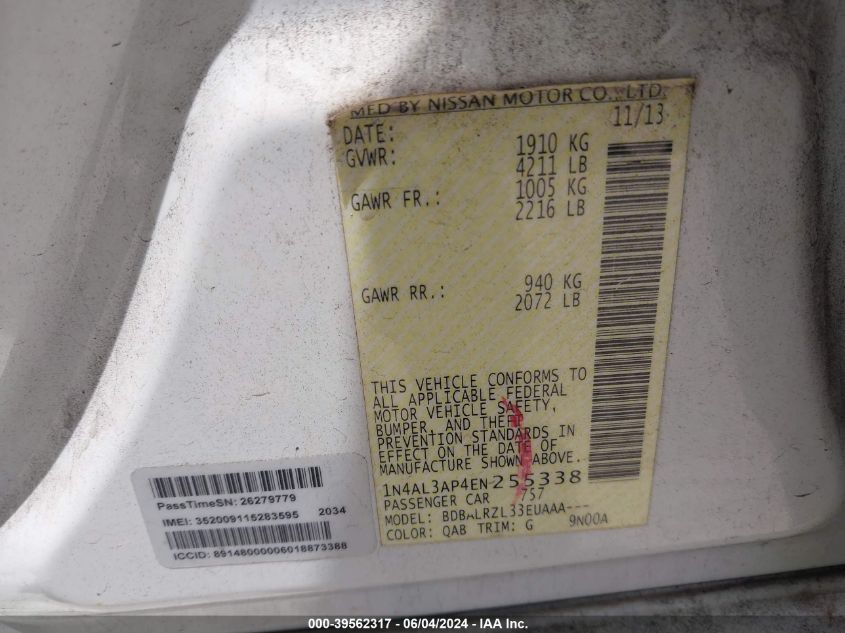 MFD BY NISSAN MOTOR CO., LTD.
DATE: 11/13
GVWR: 1910 KG
4211 LB
GAWR FR.: 1005 KG
2216 LB
GAWR RR.: 940 KG
2072 LB
THIS VEHICLE CONFORMS TO
ALL APPLICABLE FEDERAL
MOTOR VEHICLE SAFETY,
BUMPER, AND THEFT
PREVENTION STANDARDS IN
EFFECT ON THE DATE OF
MANUFACTURE SHOWN ABOVE.
1N4AL3AP4EN255338
PASSENGER CAR 757
MODEL: BDBALRZL33EUAAA---
COLOR: QAB TRIM: G 9N00A
PassTimeSN: 26279779
IMEI: 352009115283595 2034
ICCID: 89148000006018873388
000-39562317 - 06/04/2024 - IAA Inc.